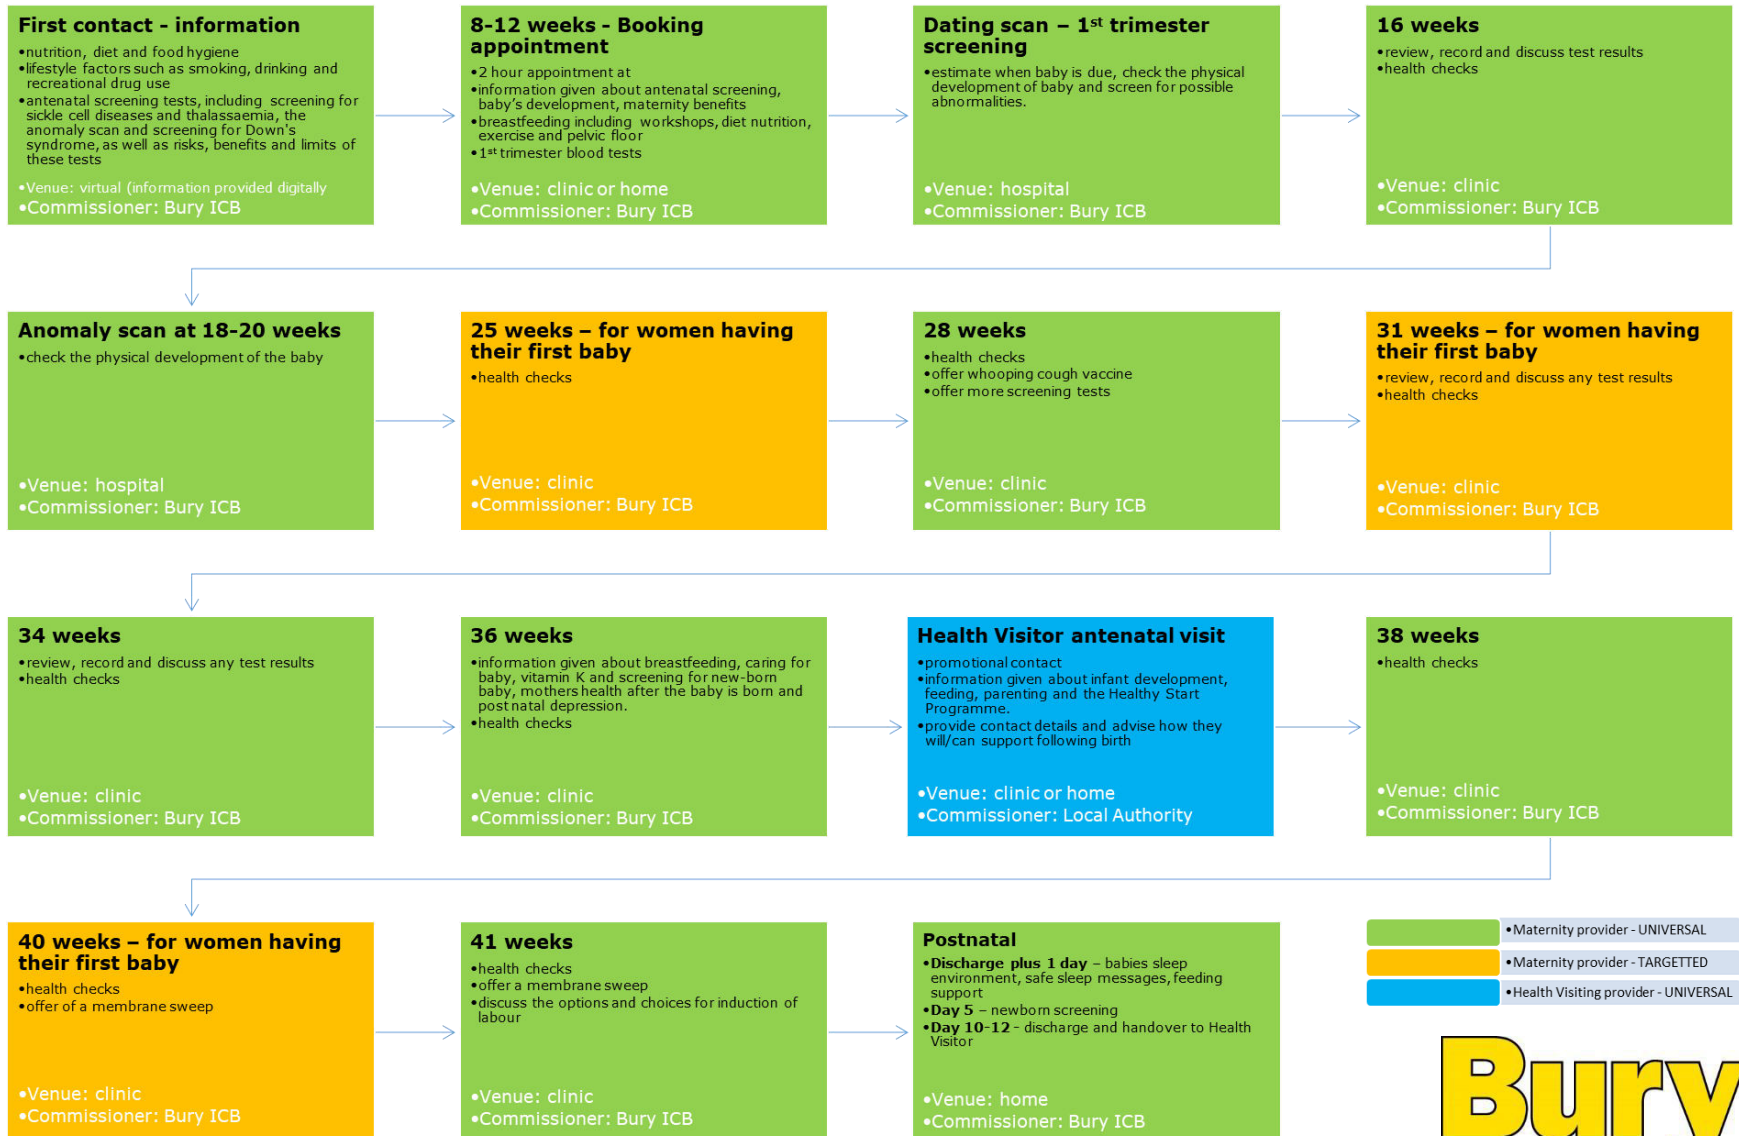 First contact - information
•nutrition, diet and food hygiene
•lifestyle factors such as smoking, drinking and
recreational drug use
•antenatal screening tests, including screening for
sickle cell diseases and thalassaemia, the
anomaly scan and screening for Down's
syndrome, as well as risks, benefits and limits of
these tests
•Venue: virtual (information provided digitally
•Commissioner: Bury ICB
8-12 weeks - Booking
appointment
•2 hour appointment at
•information given about antenatal screening,
baby's development, maternity benefits
•breastfeeding including workshops, diet nutrition,
exercise and pelvic floor
•1st trimester blood tests
•Venue: clinic or home
•Commissioner: Bury ICB
Dating scan – 1st trimester
screening
•estimate when baby is due, check the physical
development of baby and screen for possible
abnormalities.
•Venue: hospital
•Commissioner: Bury ICB
16 weeks
•review, record and discuss test results
•health checks
•Venue: clinic
•Commissioner: Bury ICB
Anomaly scan at 18-20 weeks
•check the physical development of the baby
•Venue: hospital
•Commissioner: Bury ICB
25 weeks – for women having
their first baby
•health checks
•Venue: clinic
•Commissioner: Bury ICB
28 weeks
•health checks
•offer whooping cough vaccine
•offer more screening tests
•Venue: clinic
•Commissioner: Bury ICB
31 weeks – for women having
their first baby
•review, record and discuss any test results
•health checks
•Venue: clinic
•Commissioner: Bury ICB
34 weeks
•review, record and discuss any test results
•health checks
•Venue: clinic
•Commissioner: Bury ICB
36 weeks
•information given about breastfeeding, caring for
baby, vitamin K and screening for new-born
baby, mothers health after the baby is born and
post natal depression.
•health checks
•Venue: clinic
•Commissioner: Bury ICB
Health Visitor antenatal visit
•promotional contact
•information given about infant development,
feeding, parenting and the Healthy Start
Programme.
•provide contact details and advise how they
will/can support following birth
•Venue: clinic or home
•Commissioner: Local Authority
38 weeks
•health checks
•Venue: clinic
•Commissioner: Bury ICB
40 weeks – for women having
their first baby
•health checks
•offer of a membrane sweep
•Venue: clinic
•Commissioner: Bury ICB
41 weeks
•health checks
•offer a membrane sweep
•discuss the options and choices for induction of
labour
•Venue: clinic
•Commissioner: Bury ICB
Postnatal
•Discharge plus 1 day – babies sleep
environment, safe sleep messages, feeding
support
•Day 5 – newborn screening
•Day 10-12 - discharge and handover to Health
Visitor
•Venue: home
•Commissioner: Bury ICB
•Maternity provider - UNIVERSAL
•Maternity provider - TARGETTED
•Health Visiting provider - UNIVERSAL
Bury